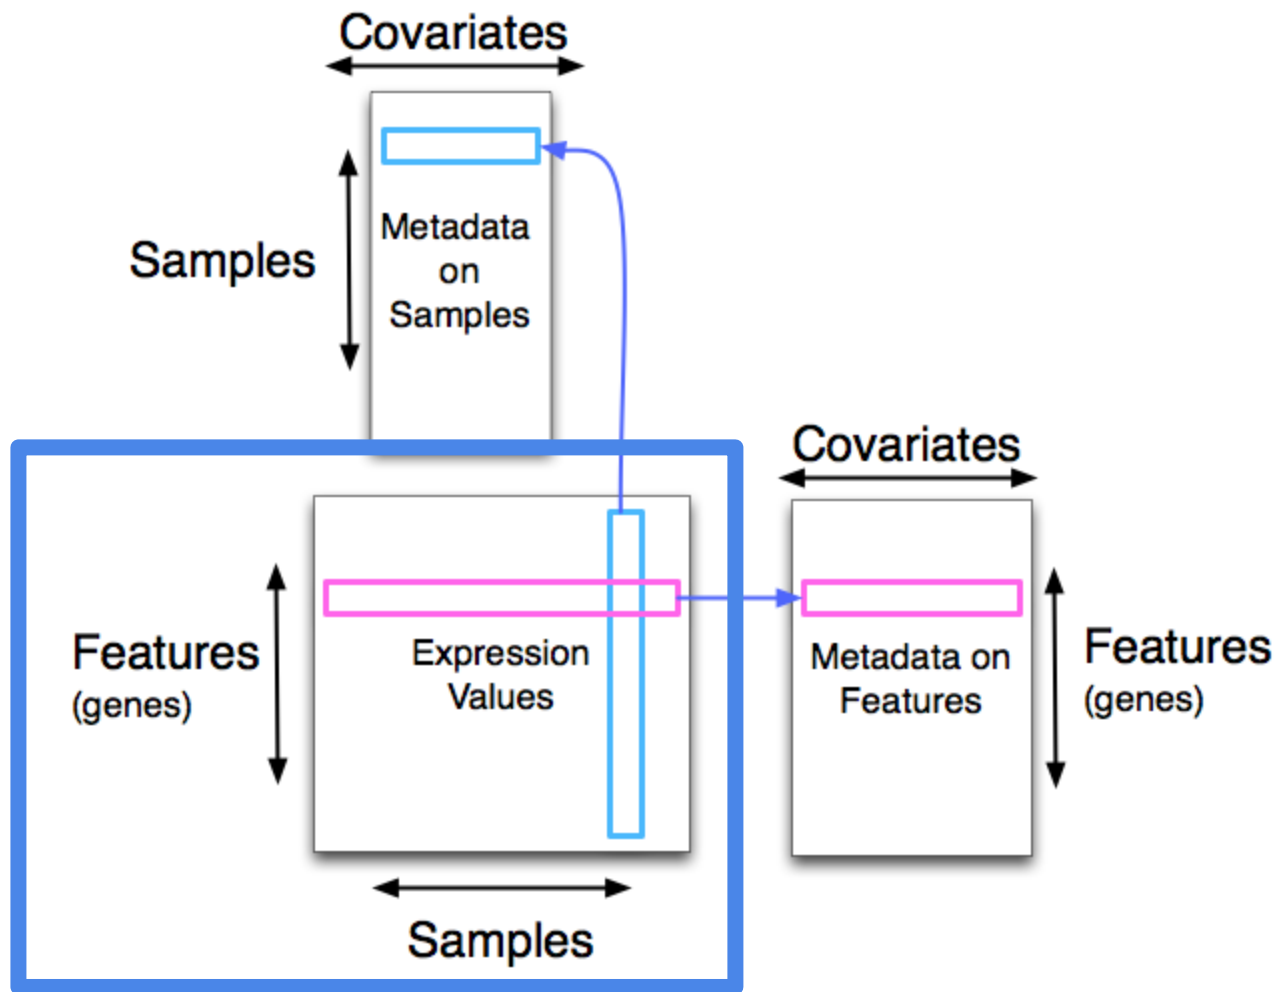 Covariates
Samples
Metadata
on
Samples
Covariates
Features
(genes)
Expression
Values
Metadata on
Features
Features
(genes)
Samples